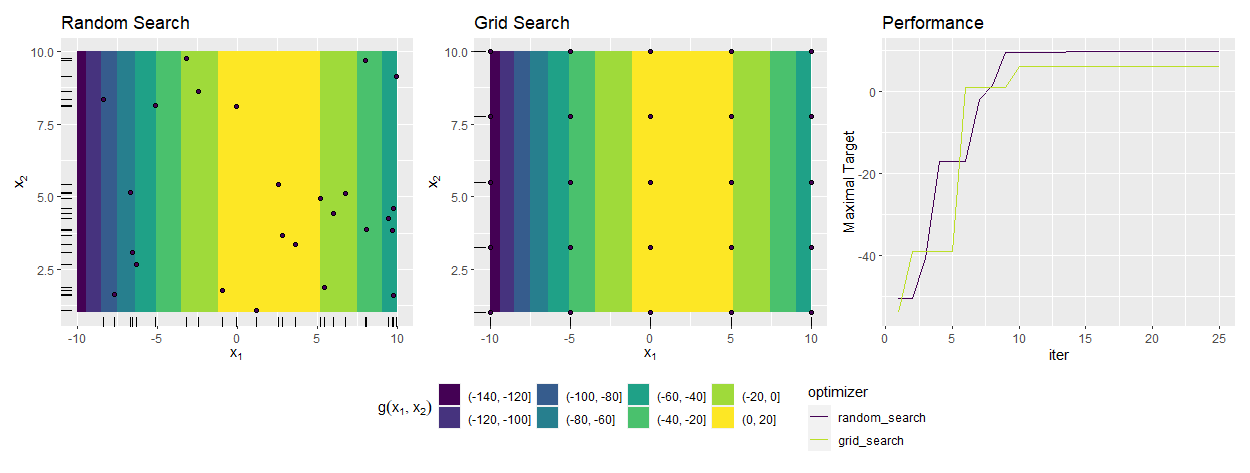 Random Search
10.0
7.5
5.0
2.5
x2
-10
-5
0
5
10
x1
Grid Search
10.0
7.5
5.0
2.5
x2
-10
-5
0
5
10
x1
Performance
0
-20
-40
Maximal Target
0
5
10
15
20
25
iter
g(x1, x2)
(-140, -120]
(-120, -100]
(-100, -80]
(-80, -60]
(-60, -40]
(-40, -20]
(-20, 0]
(0, 20]
optimizer
random_search
grid_search